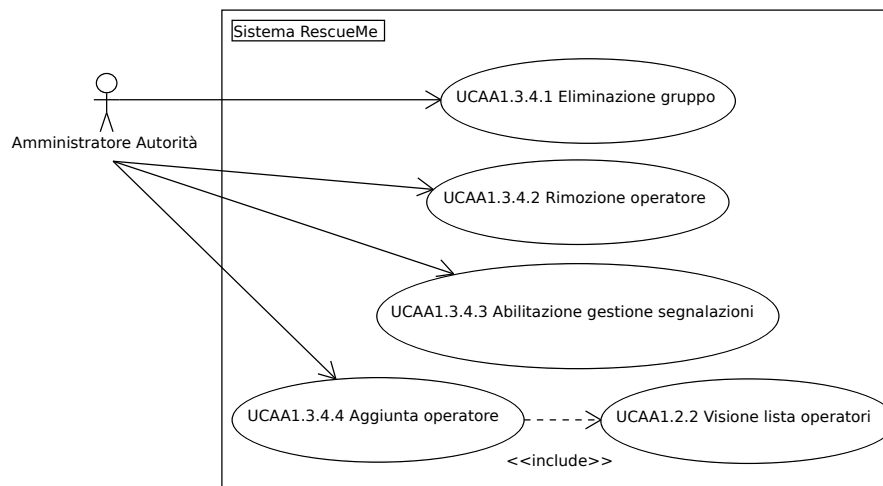 Sistema RescueMe
UCAA1.3.4.1 Eliminazione gruppo
Amministratore Autorità
UCAA1.3.4.2 Rimozione operatore
UCAA1.3.4.3 Abilitazione gestione segnalazioni
UCAA1.3.4.4 Aggiunta operatore
UCAA1.2.2 Visione lista operatori
<<include>>